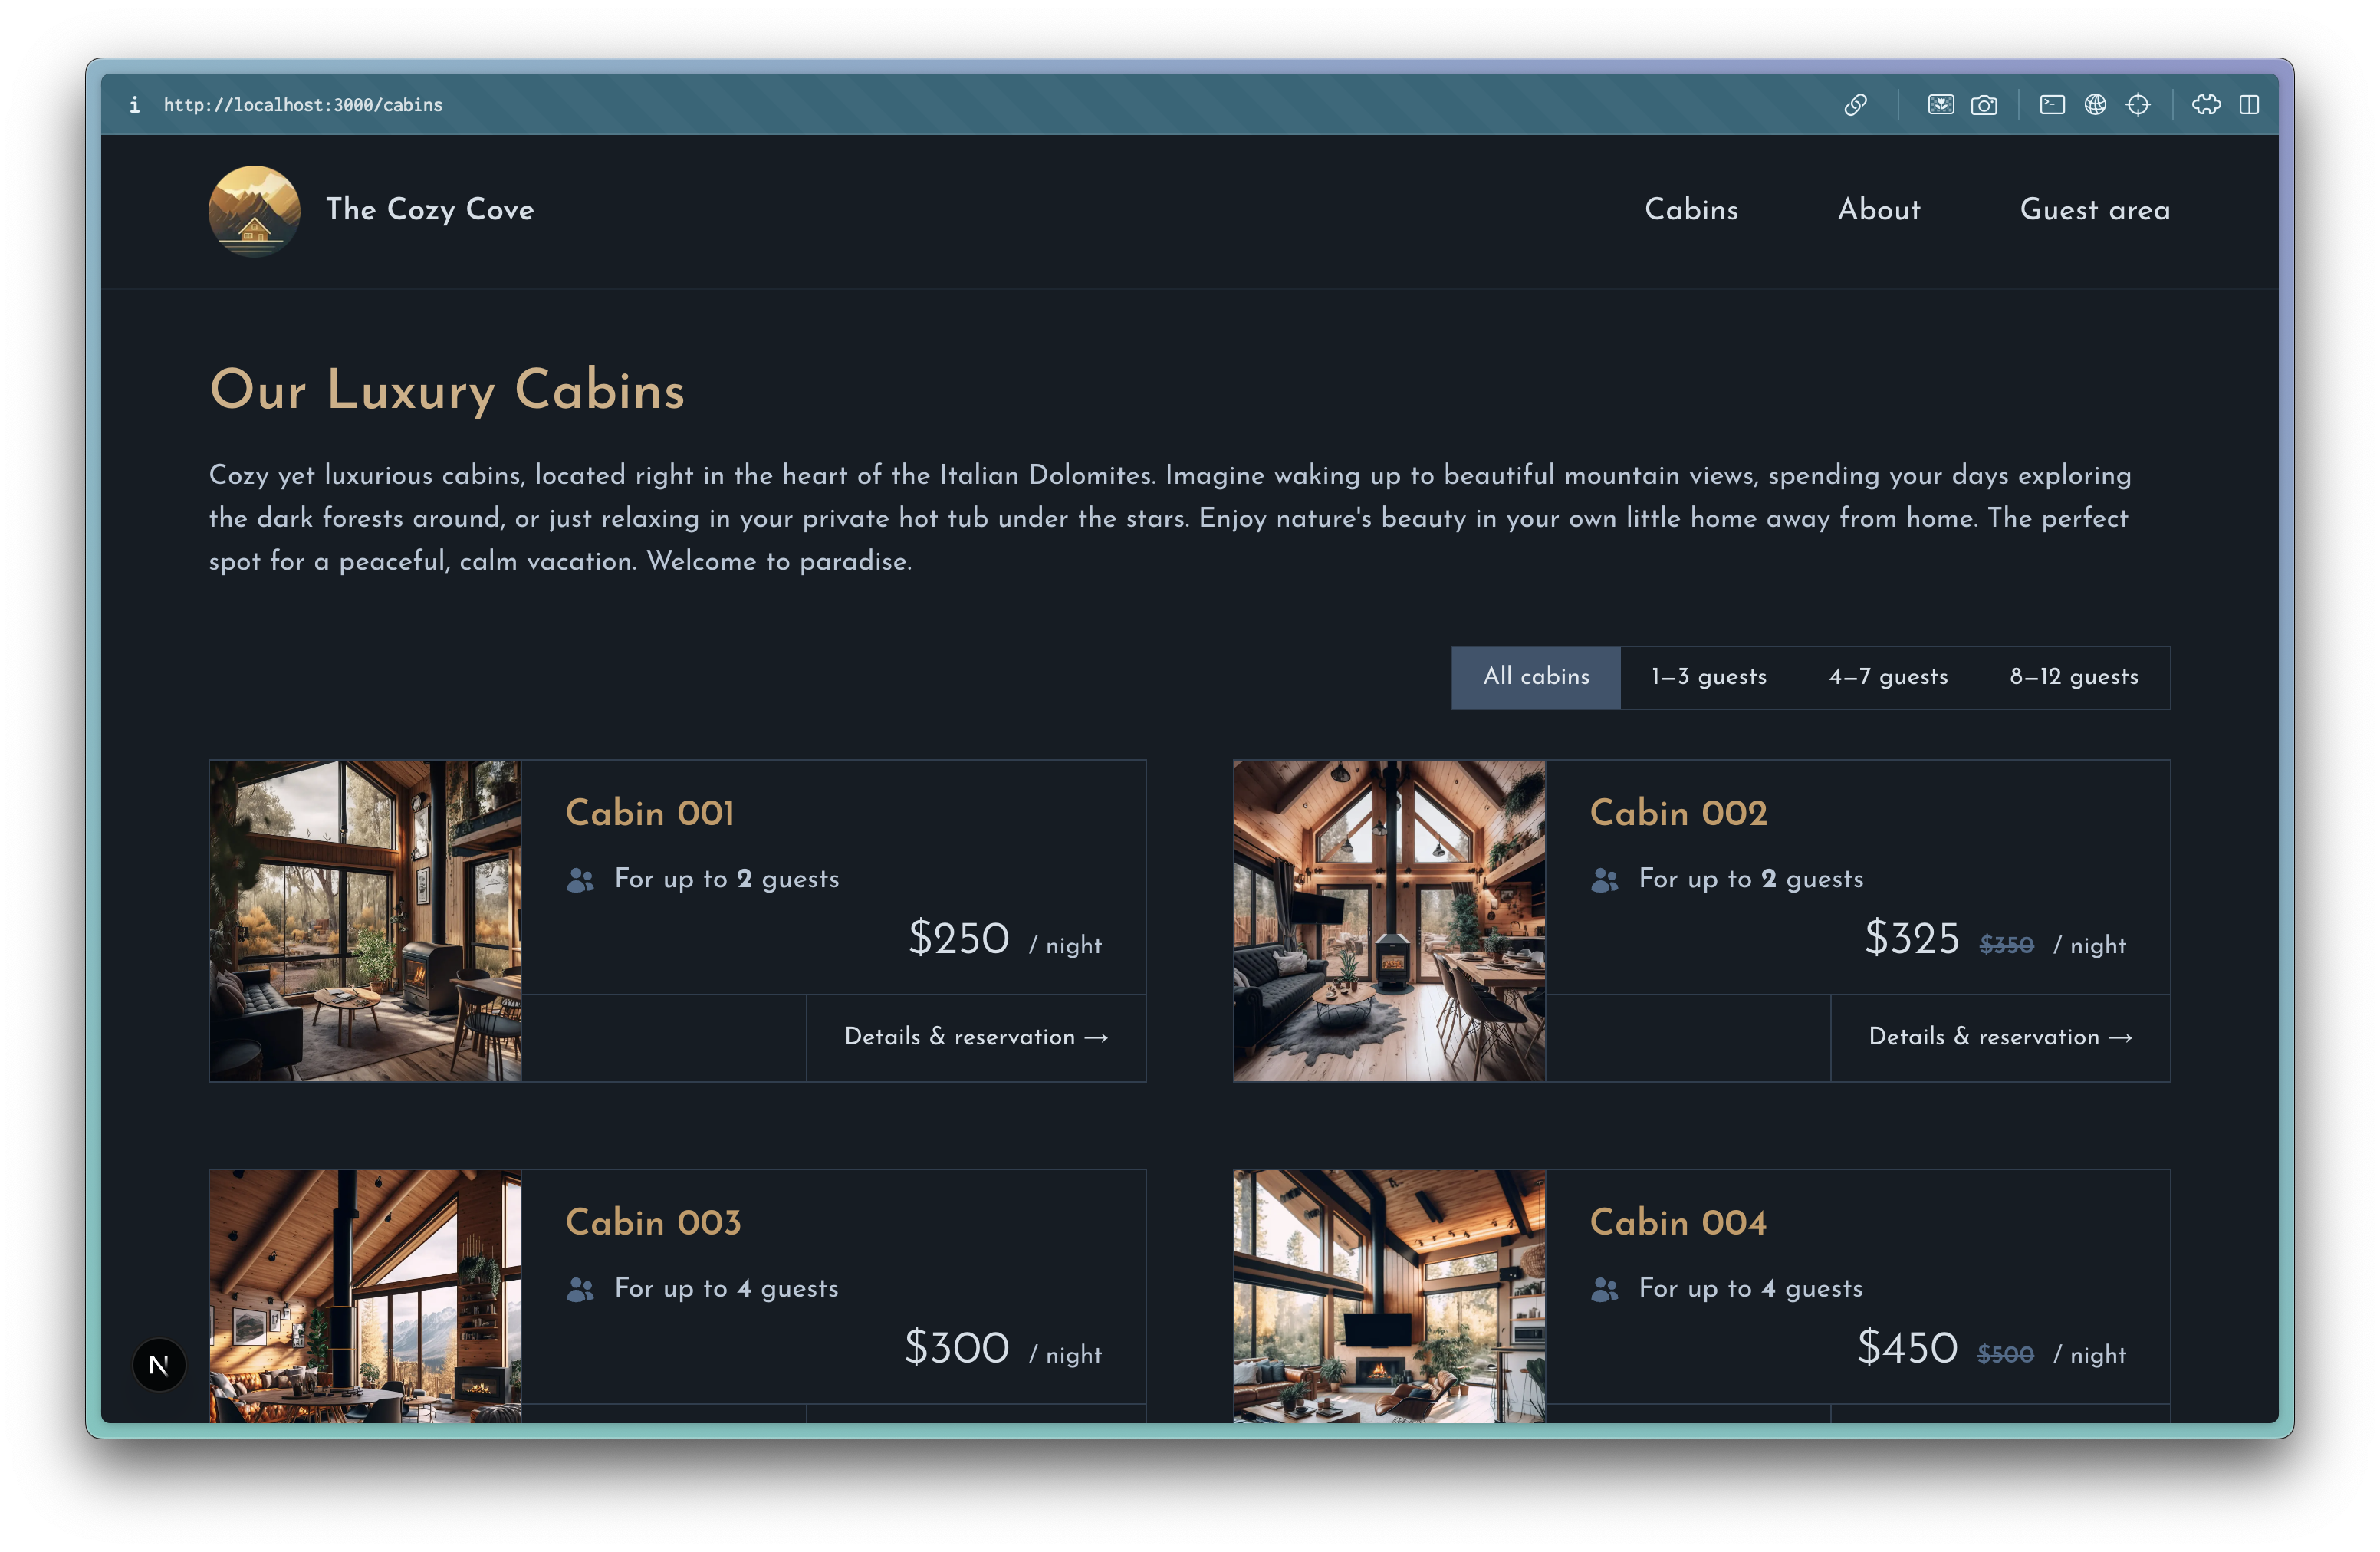 http://localhost:3000/cabins
The Cozy Cove
Cabins
About
Guest area
Our Luxury Cabins
Cozy yet luxurious cabins, located right in the heart of the Italian Dolomites. Imagine waking up to beautiful mountain views, spending your days exploring
the dark forests around, or just relaxing in your private hot tub under the stars. Enjoy nature's beauty in your own little home away from home. The perfect
spot for a peaceful, calm vacation. Welcome to paradise.
All cabins
1–3 guests
4–7 guests
8–12 guests
Cabin 001
For up to 2 guests
$250 / night
Details & reservation →
Cabin 002
For up to 2 guests
$325 $350 / night
Details & reservation →
Cabin 003
For up to 4 guests
$300 / night
Cabin 004
For up to 4 guests
$450 $500 / night
N